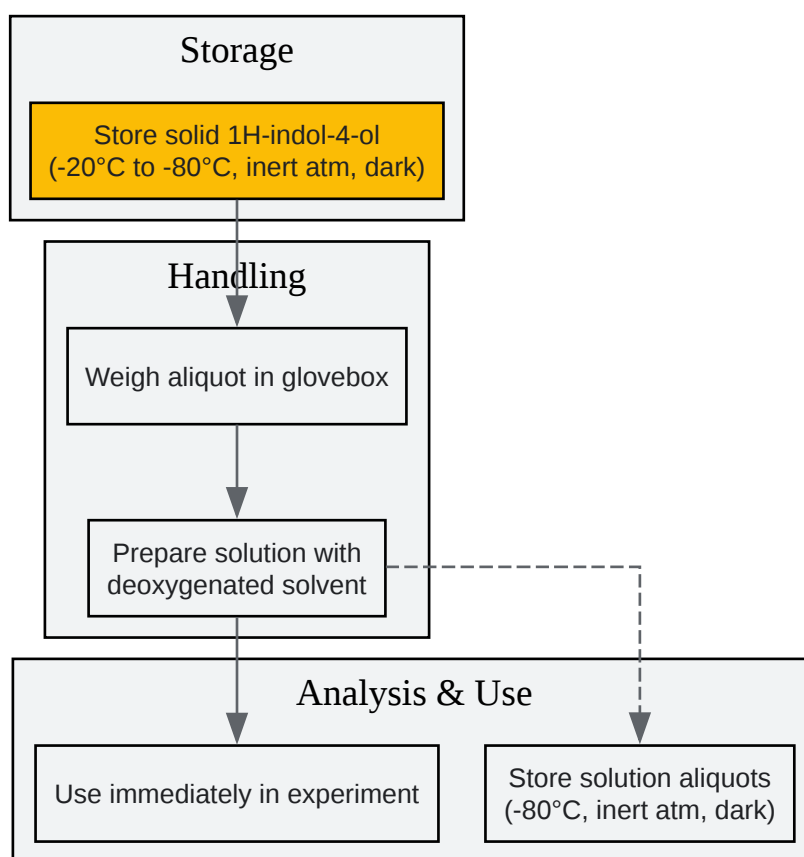 Storage
Store solid 1H-indol-4-ol
(-20°C to -80°C, inert atm, dark)
Handling
Weigh aliquot in glovebox
Prepare solution with
deoxygenated solvent
Analysis & Use
Use immediately in experiment
Store solution aliquots
(-80°C, inert atm, dark)